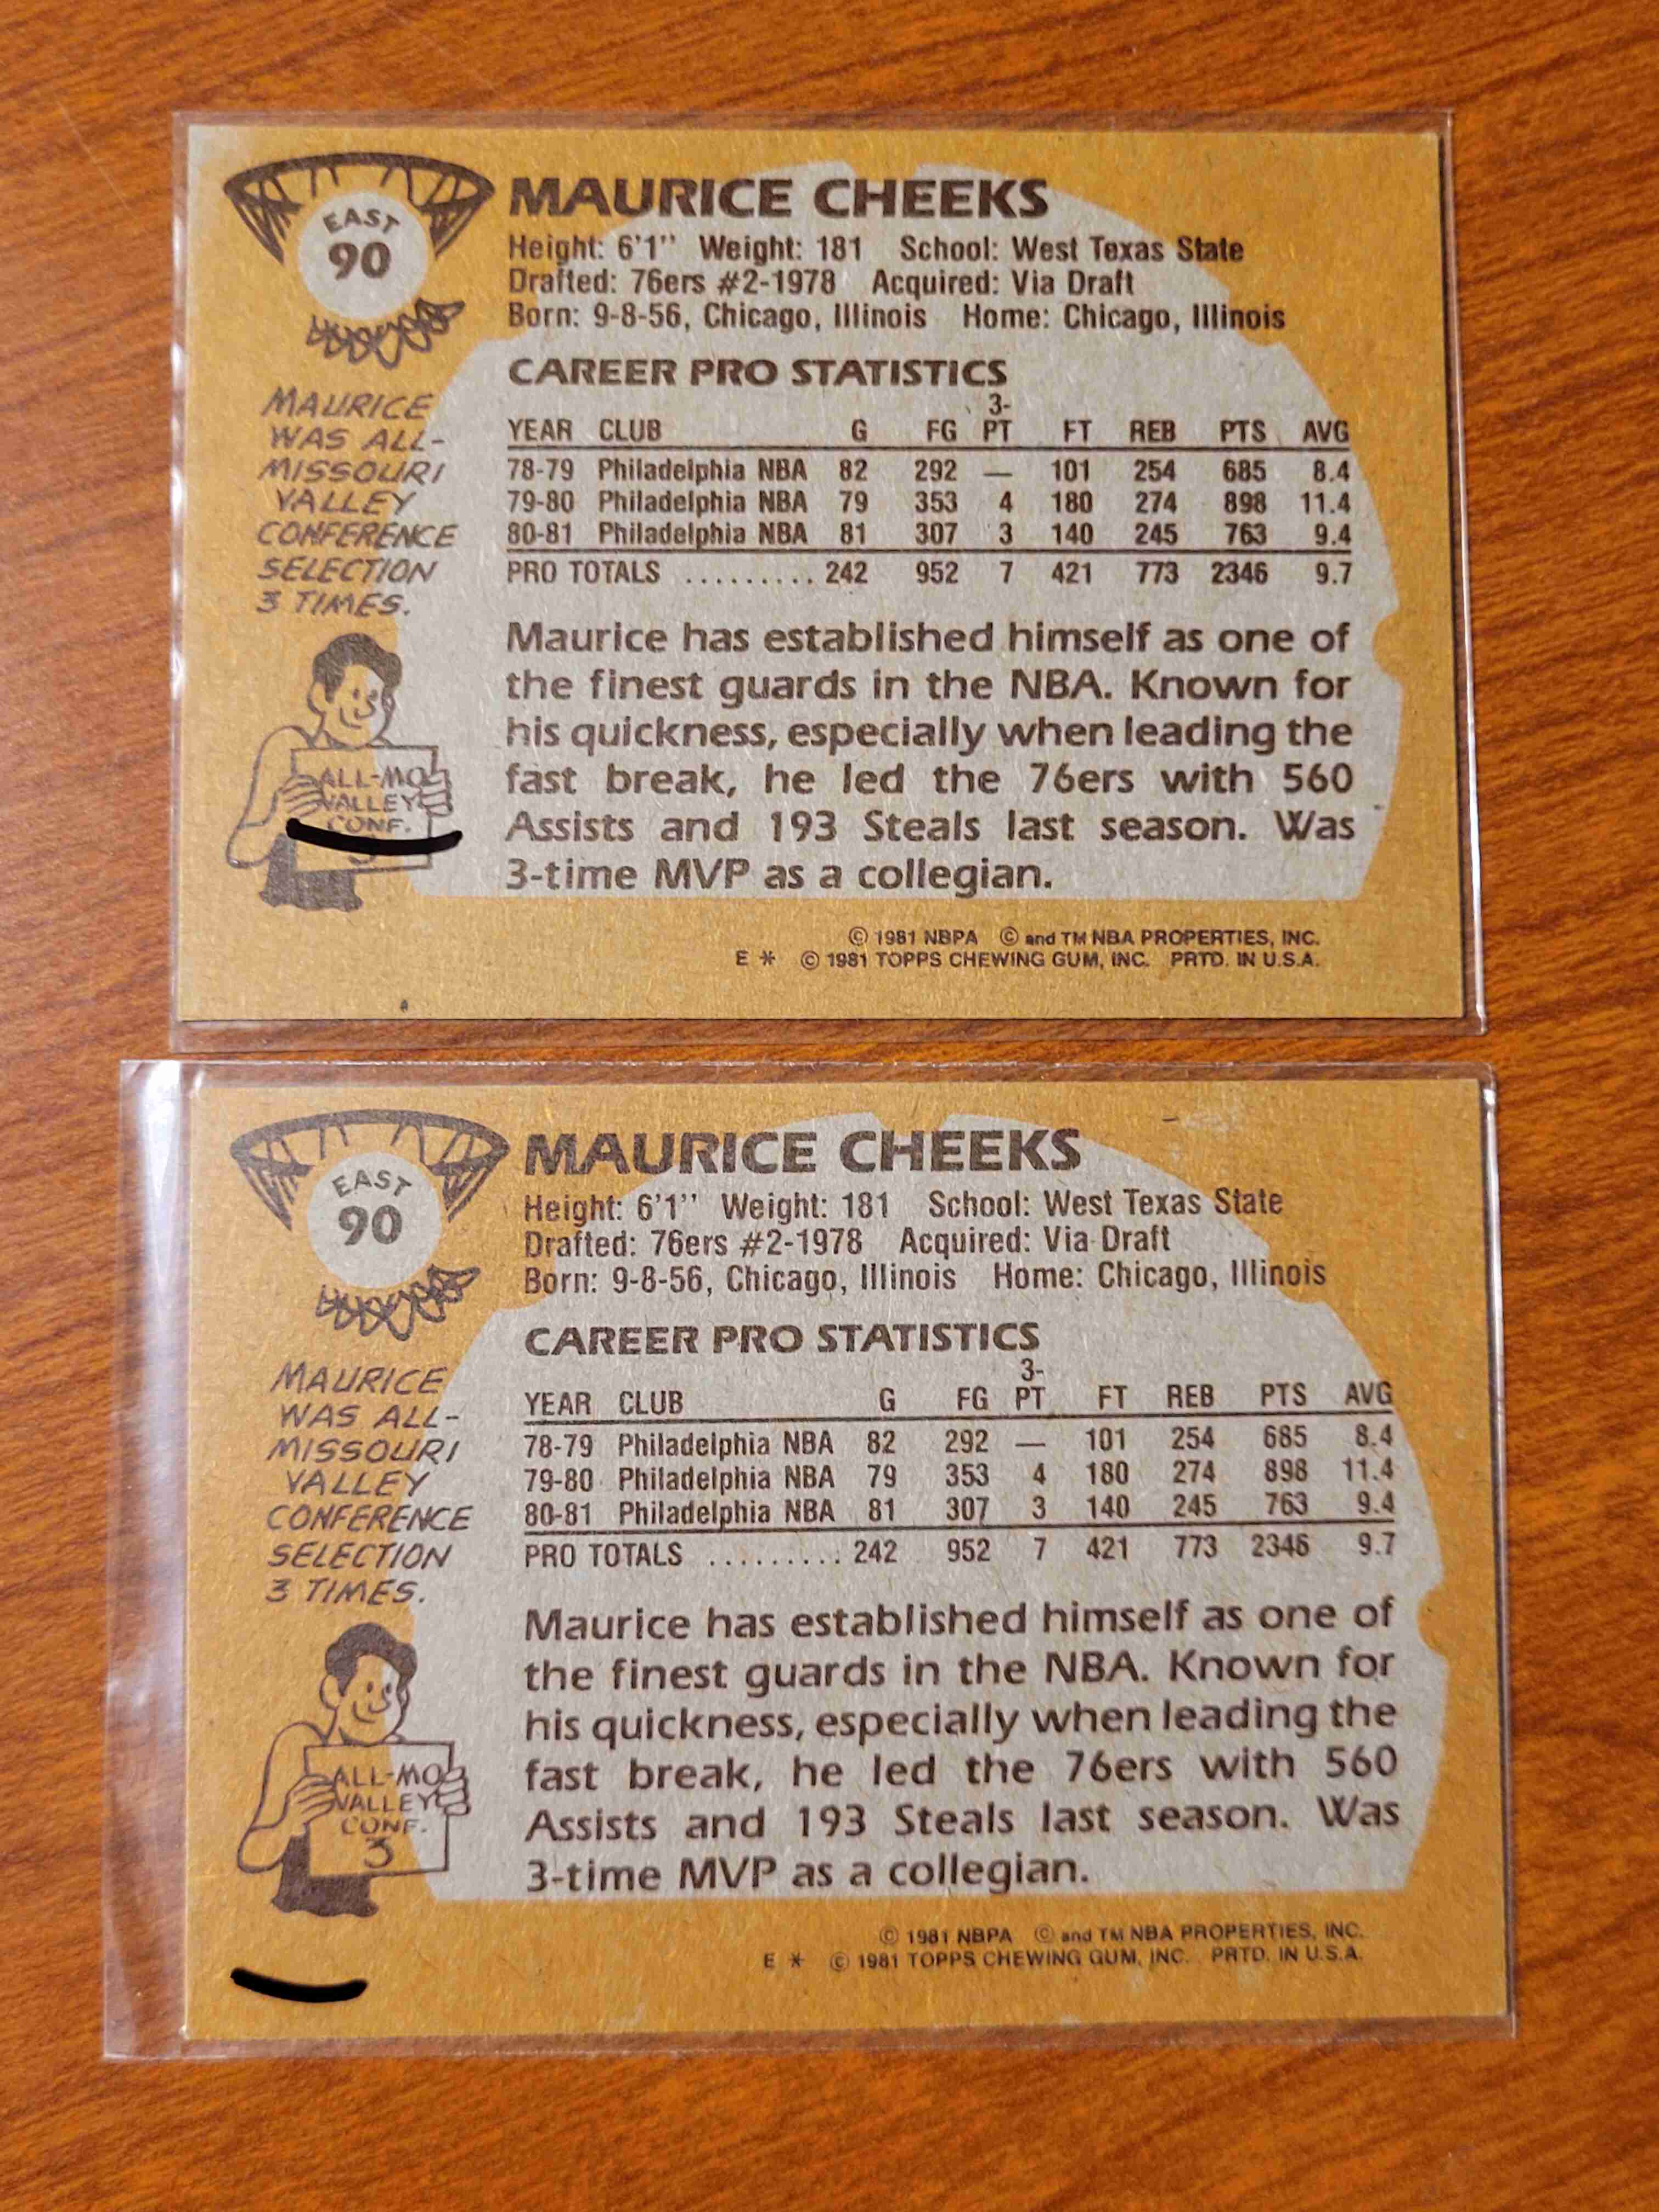 EAST
90
MAURICE CHEEKS
Height: 6'1'' Weight: 181 School: West Texas State
Drafted: 76ers #2-1978 Acquired: Via Draft
Born: 9-8-56, Chicago, Illinois Home: Chicago, Illinois
CAREER PRO STATISTICS
YEAR CLUB G FG 3-PT FT REB PTS AVG
78-79 Philadelphia NBA 82 292 — 101 254 685 8.4
79-80 Philadelphia NBA 79 353 4 180 274 898 11.4
80-81 Philadelphia NBA 81 307 3 140 245 763 9.4
PRO TOTALS ......... 242 952 7 421 773 2346 9.7
MAURICE
WAS ALL-
MISSOURI
VALLEY
CONFERENCE
SELECTION
3 TIMES.
ALL-MO
VALLEY
CONF.
Maurice has established himself as one of
the finest guards in the NBA. Known for
his quickness, especially when leading the
fast break, he led the 76ers with 560
Assists and 193 Steals last season. Was
3-time MVP as a collegian.
© 1981 NBPA © and TM NBA PROPERTIES, INC.
E * © 1981 TOPPS CHEWING GUM, INC. PRTD. IN U.S.A.
EAST
90
MAURICE CHEEKS
Height: 6'1'' Weight: 181 School: West Texas State
Drafted: 76ers #2-1978 Acquired: Via Draft
Born: 9-8-56, Chicago, Illinois Home: Chicago, Illinois
CAREER PRO STATISTICS
YEAR CLUB G FG 3-PT FT REB PTS AVG
78-79 Philadelphia NBA 82 292 — 101 254 685 8.4
79-80 Philadelphia NBA 79 353 4 180 274 898 11.4
80-81 Philadelphia NBA 81 307 3 140 245 763 9.4
PRO TOTALS ......... 242 952 7 421 773 2346 9.7
MAURICE
WAS ALL-
MISSOURI
VALLEY
CONFERENCE
SELECTION
3 TIMES.
ALL-MO
VALLEY
CONF.
3
Maurice has established himself as one of
the finest guards in the NBA. Known for
his quickness, especially when leading the
fast break, he led the 76ers with 560
Assists and 193 Steals last season. Was
3-time MVP as a collegian.
© 1981 NBPA © and TM NBA PROPERTIES, INC.
E * © 1981 TOPPS CHEWING GUM, INC. PRTD. IN U.S.A.